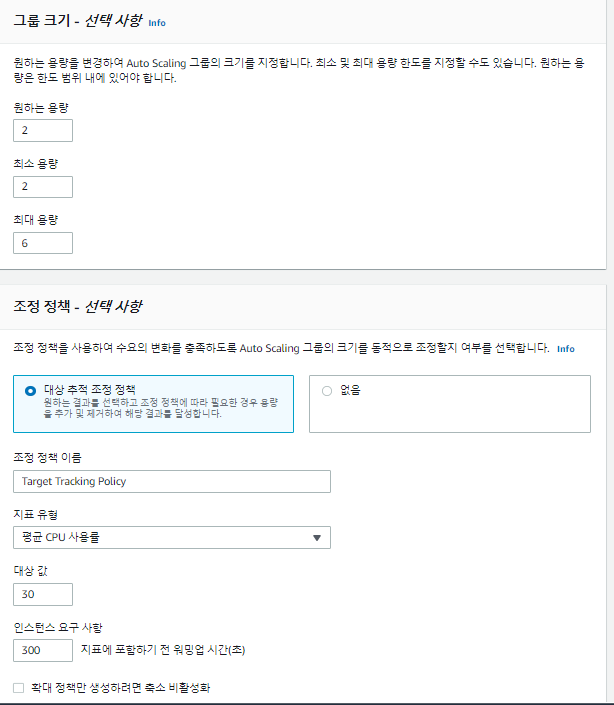 그룹 크기 - 선택 사항 Info
원하는 용량을 변경하여 Auto Scaling 그룹의 크기를 지정합니다. 최소 및 최대 용량 한도를 지정할 수도 있습니다. 원하는 용
량은 한도 범위 내에 있어야 합니다.
원하는 용량
2
최소 용량
2
최대 용량
6
조정 정책 - 선택 사항
조정 정책을 사용하여 수요의 변화를 충족하도록 Auto Scaling 그룹의 크기를 동적으로 조정할지 여부를 선택합니다. Info
대상 추적 조정 정책
원하는 결과를 선택하고 조정 정책에 따라 필요한 경우 용량
을 추가 및 제거하여 해당 결과를 달성합니다.
없음
조정 정책 이름
Target Tracking Policy
지표 유형
평균 CPU 사용률
대상 값
30
인스턴스 요구 사항
300 지표에 포함하기 전 워밍업 시간(초)
확대 정책만 생성하려면 축소 비활성화